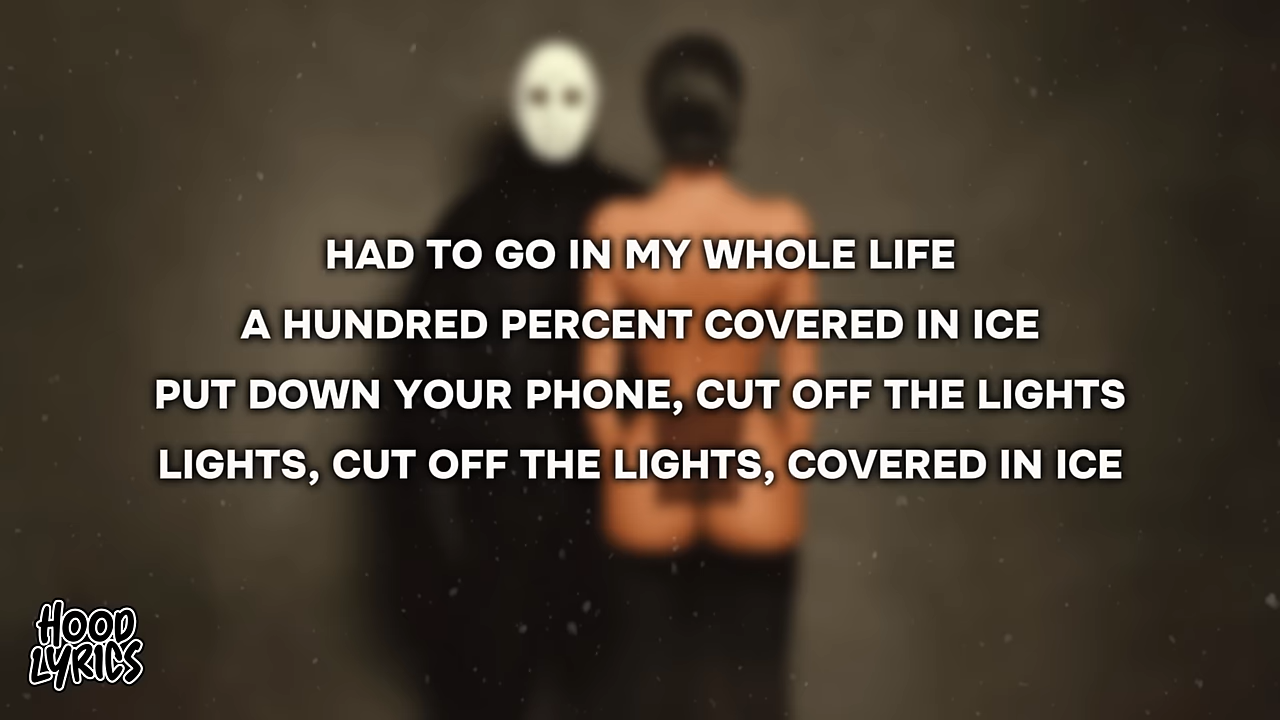 HAD TO GO IN MY WHOLE LIFE
A HUNDRED PERCENT COVERED IN ICE
PUT DOWN YOUR PHONE, CUT OFF THE LIGHTS
LIGHTS, CUT OFF THE LIGHTS, COVERED IN ICE
HOOD
LYRICS